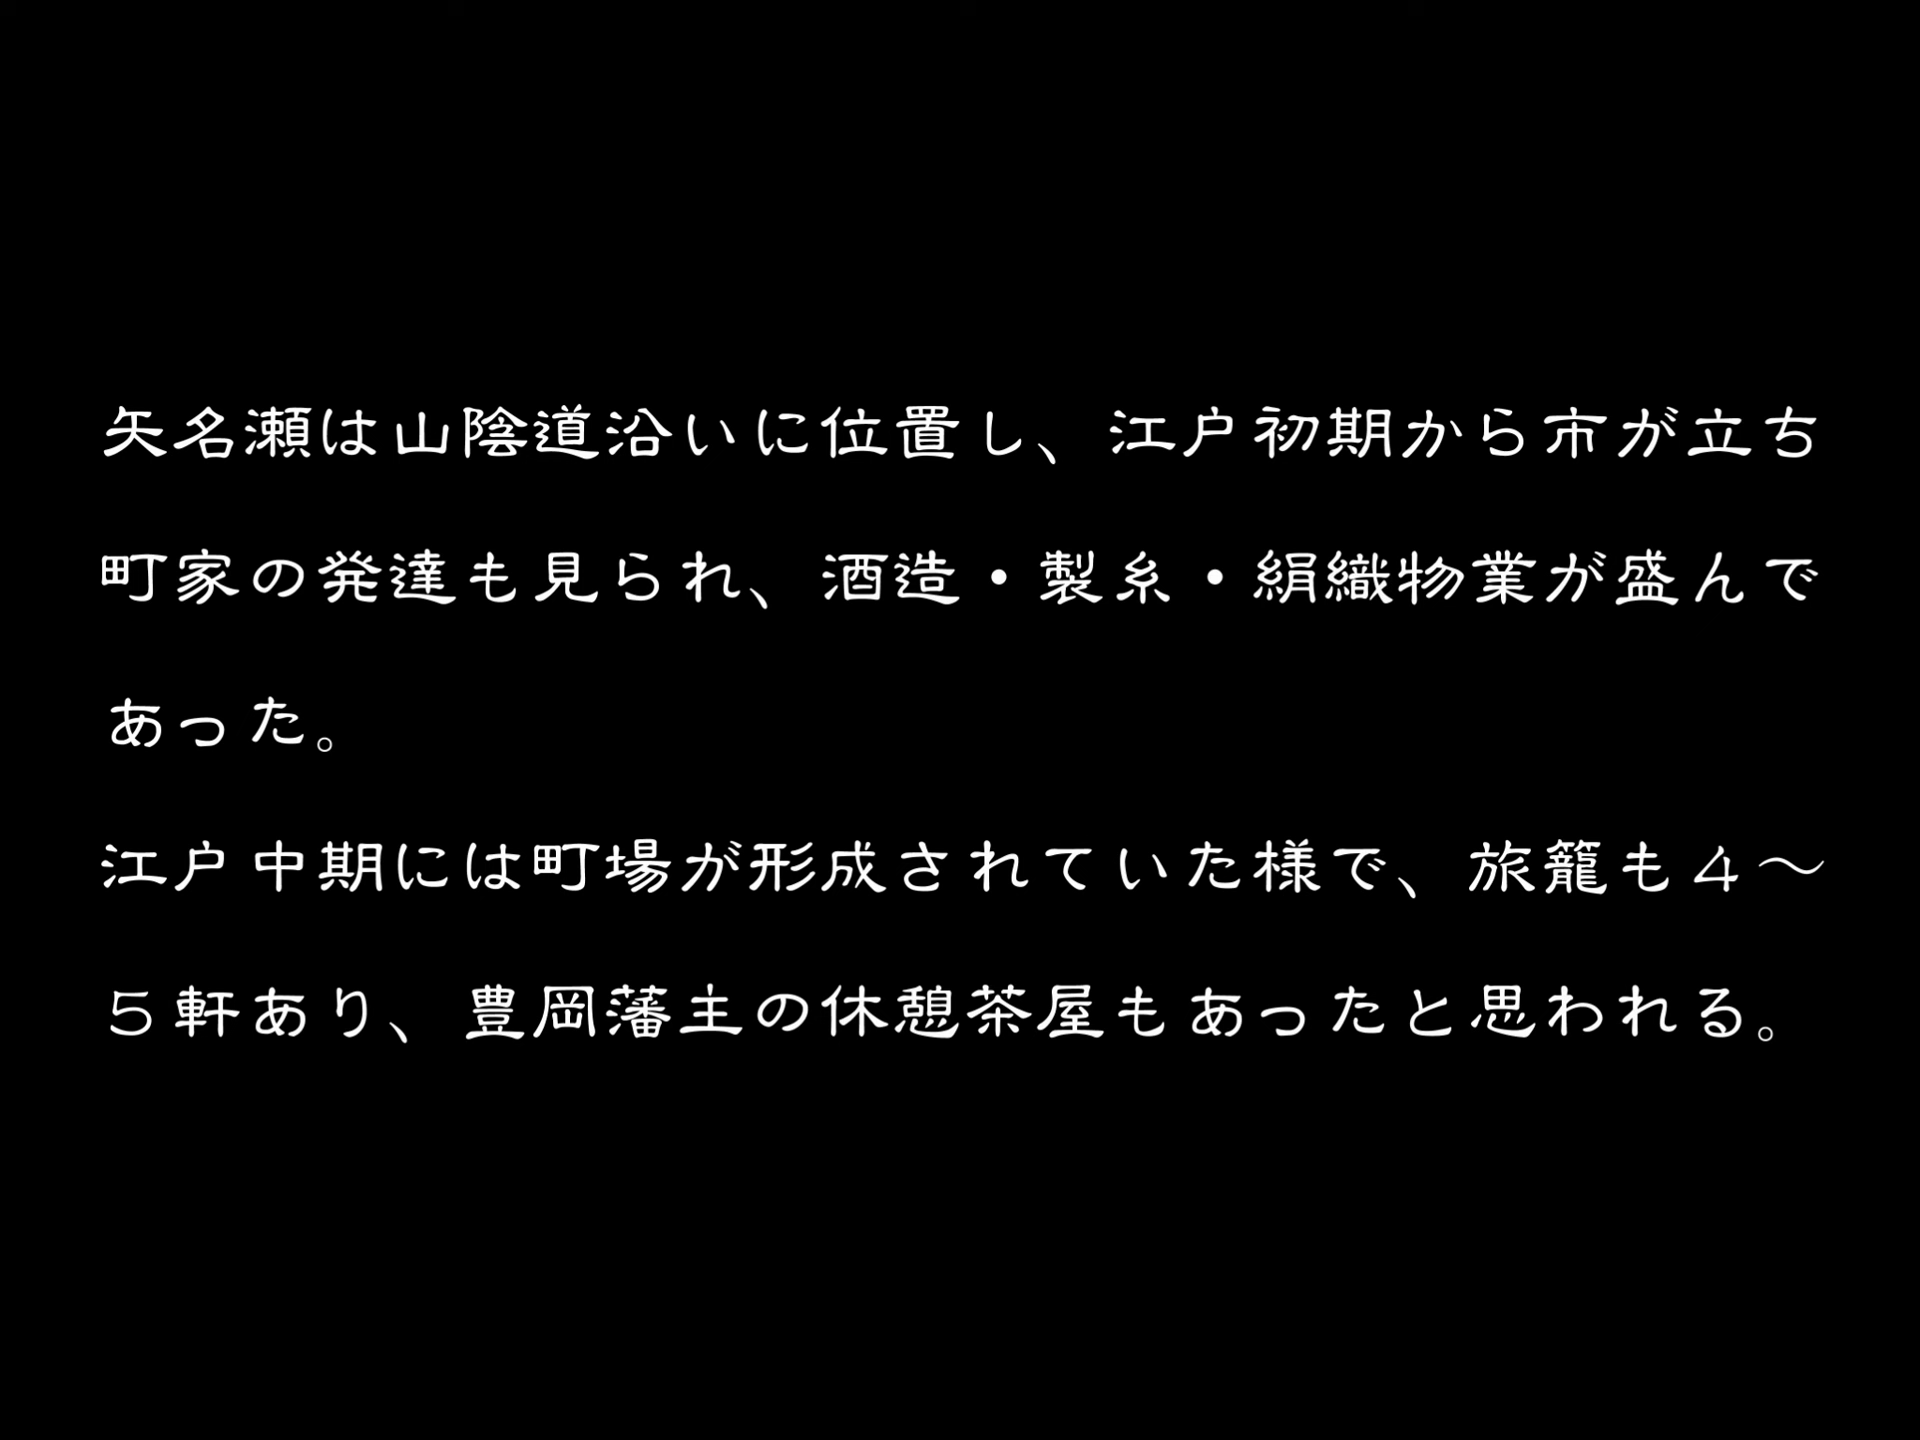 矢名瀬は山陰道沿いに位置し、江戸初期から市が立ち
町家の発達も見られ、酒造・製糸・絹織物業が盛んで
あった。
江戸中期には町場が形成されていた様で、旅籠も４～
５軒あり、豊岡藩主の休憩茶屋もあったと思われる。